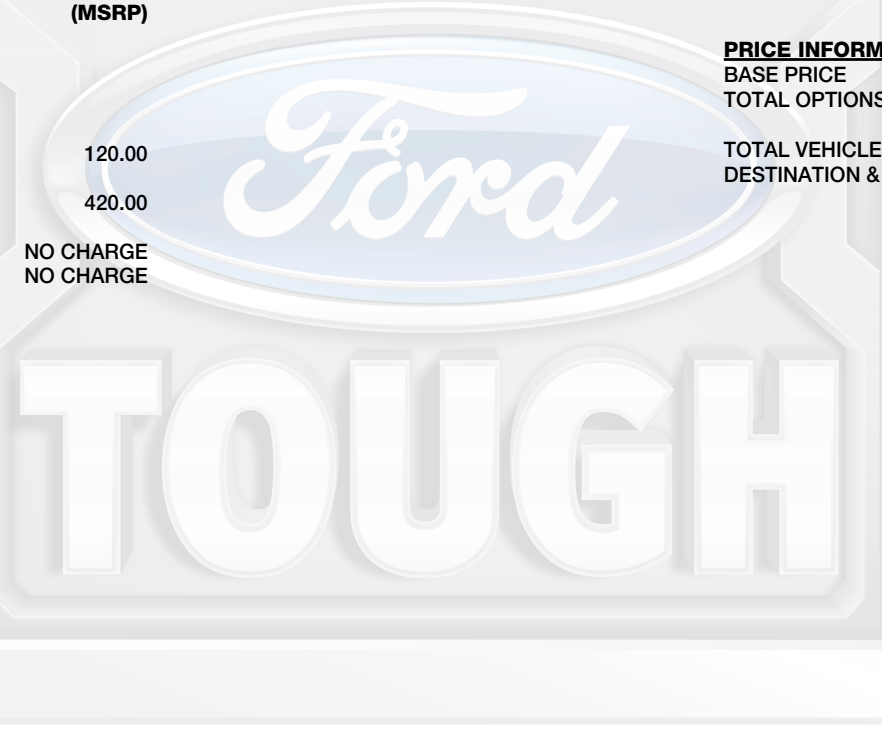 (MSRP)
120.00
420.00
NO CHARGE
NO CHARGE
PRICE INFORM
BASE PRICE
TOTAL OPTIONS
TOTAL VEHICLE
DESTINATION &
Ford
TOUGH